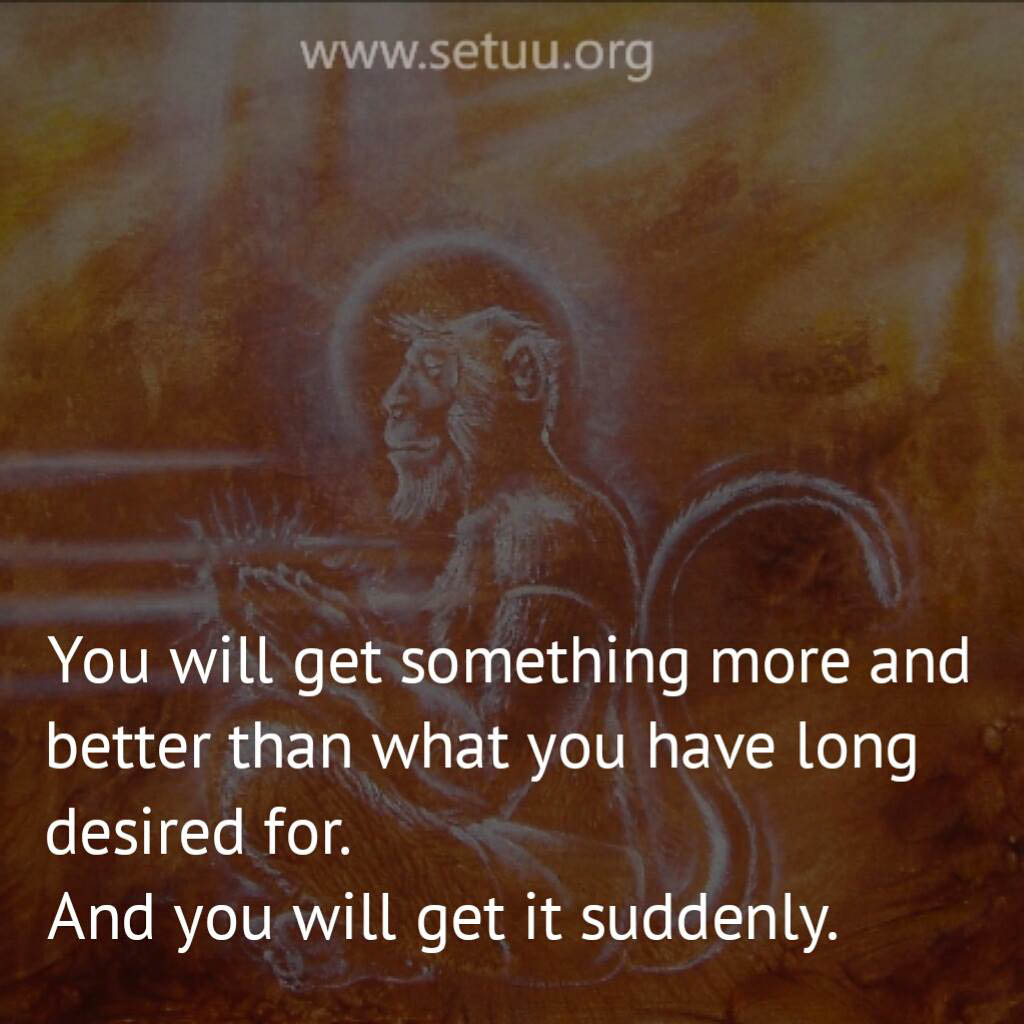 www.setuu.org
You will get something more and
better than what you have long
desired for.
And you will get it suddenly.